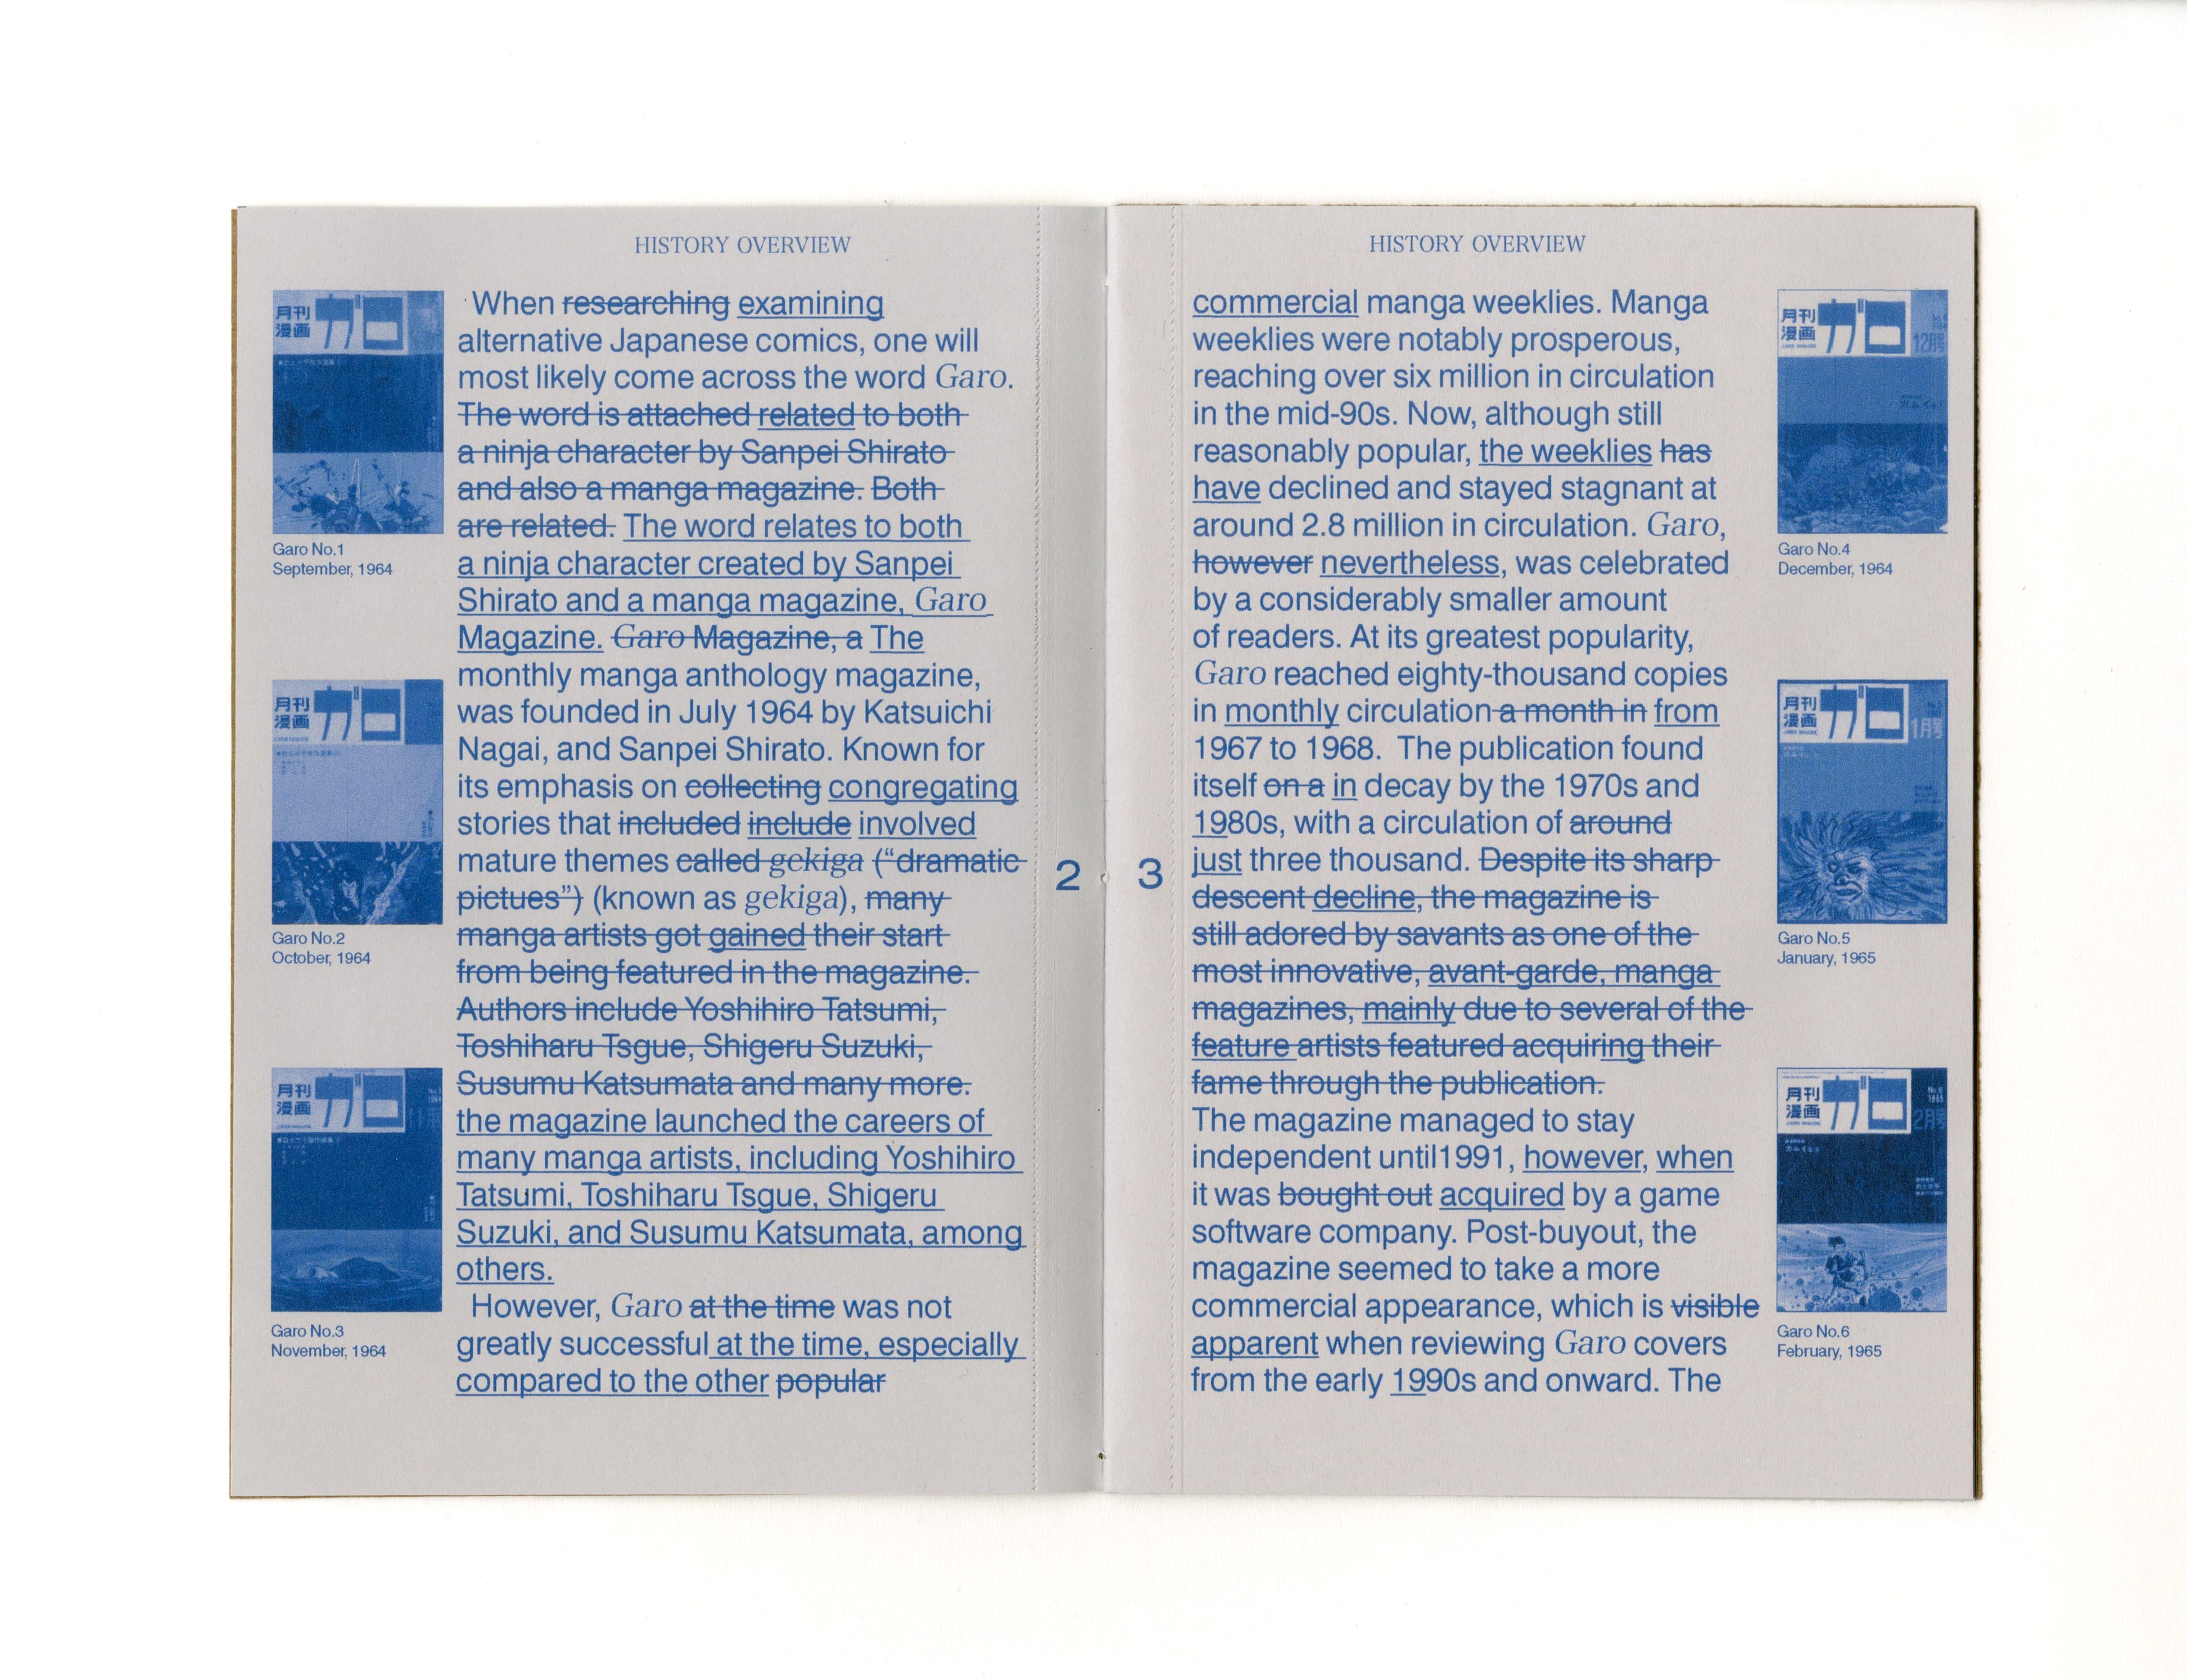 HISTORY OVERVIEW
月刊
漫画
ガロ
Garo No.1
September, 1964
月刊
漫画
ガロ
Garo No.2
October, 1964
月刊
漫画
ガロ
Garo No.3
November, 1964
When researching examining
alternative Japanese comics, one will
most likely come across the word Garo.
The word is attached related to both
a ninja character by Sanpei Shirato
and also a manga magazine. Both
are related. The word relates to both
a ninja character created by Sanpei
Shirato and a manga magazine, Garo
Magazine. Garo Magazine, a The
monthly manga anthology magazine,
was founded in July 1964 by Katsuichi
Nagai, and Sanpei Shirato. Known for
its emphasis on collecting congregating
stories that included include involved
mature themes called gekiga (“dramatic
pictues”) (known as gekiga), many
manga artists got gained their start
from being featured in the magazine.
Authors include Yoshihiro Tatsumi,
Toshiharu Tsgue, Shigeru Suzuki,
Susumu Katsumata and many more.
the magazine launched the careers of
many manga artists, including Yoshihiro
Tatsumi, Toshiharu Tsgue, Shigeru
Suzuki, and Susumu Katsumata, among
others.
However, Garo at the time was not
greatly successful at the time, especially
compared to the other popular
2
3
HISTORY OVERVIEW
commercial manga weeklies. Manga
weeklies were notably prosperous,
reaching over six million in circulation
in the mid-90s. Now, although still
reasonably popular, the weeklies has
have declined and stayed stagnant at
around 2.8 million in circulation. Garo,
however nevertheless, was celebrated
by a considerably smaller amount
of readers. At its greatest popularity,
Garo reached eighty-thousand copies
in monthly circulation a month in from
1967 to 1968.  The publication found
itself on a in decay by the 1970s and
1980s, with a circulation of around
just three thousand. Despite its sharp
descent decline, the magazine is
still adored by savants as one of the
most innovative, avant-garde, manga
magazines, mainly due to several of the
feature artists featured acquiring their
fame through the publication.
The magazine managed to stay
independent until1991, however, when
it was bought out acquired by a game
software company. Post-buyout, the
magazine seemed to take a more
commercial appearance, which is visible
apparent when reviewing Garo covers
from the early 1990s and onward. The
月刊
漫画
ガロ
12月号
Garo No.4
December, 1964
月刊
漫画
ガロ
1月号
Garo No.5
January, 1965
月刊
漫画
ガロ
2月号
Garo No.6
February, 1965